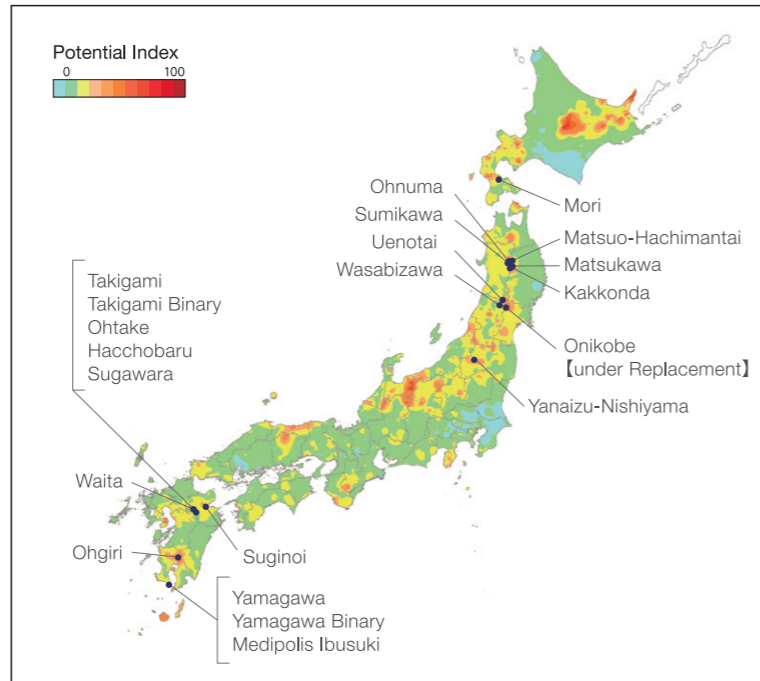 Potential Index
0 100
Ohnuma
Sumikawa
Uenotai
Wasabizawa
Mori
Matsuo-Hachimantai
Matsukawa
Kakkonda
Onikobe
【under Replacement】
Yanaizu-Nishiyama
Takigami
Takigami Binary
Ohtake
Hacchobaru
Sugawara
Waita
Ohgiri
Suginoi
Yamagawa
Yamagawa Binary
Medipolis Ibusuki